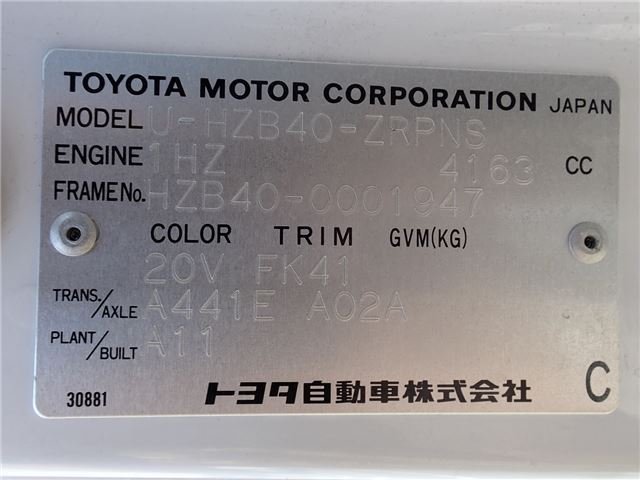 TOYOTA MOTOR CORPORATION JAPAN
MODEL U-HZB40-ZRPNS
ENGINE 1HZ 4163 CC
FRAME No. HZB40-0001947
COLOR TRIM GVM(KG)
20V FK41
TRANS./AXLE A441E A02A
PLANT/BUILT A11
30881 トヨタ自動車株式会社 C